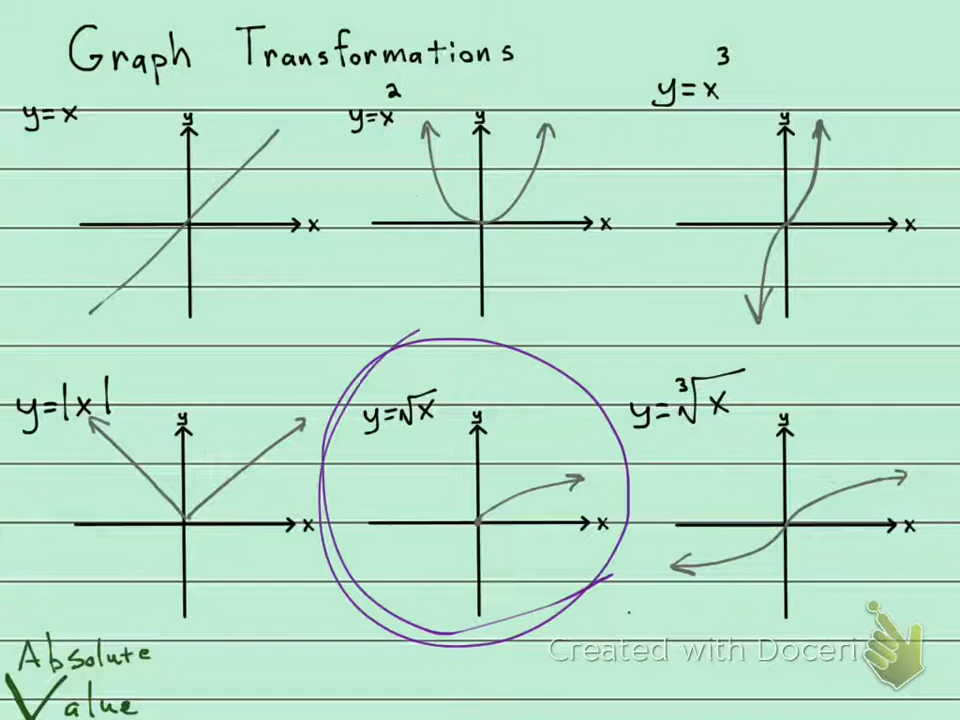 Graph Transformations
y=x
y=x²
y=x³
y
x
y
x
y
x
y=|x|
y=√x
y=∛x
y
x
y
x
y
x
Absolute
Value
Created with Doceri